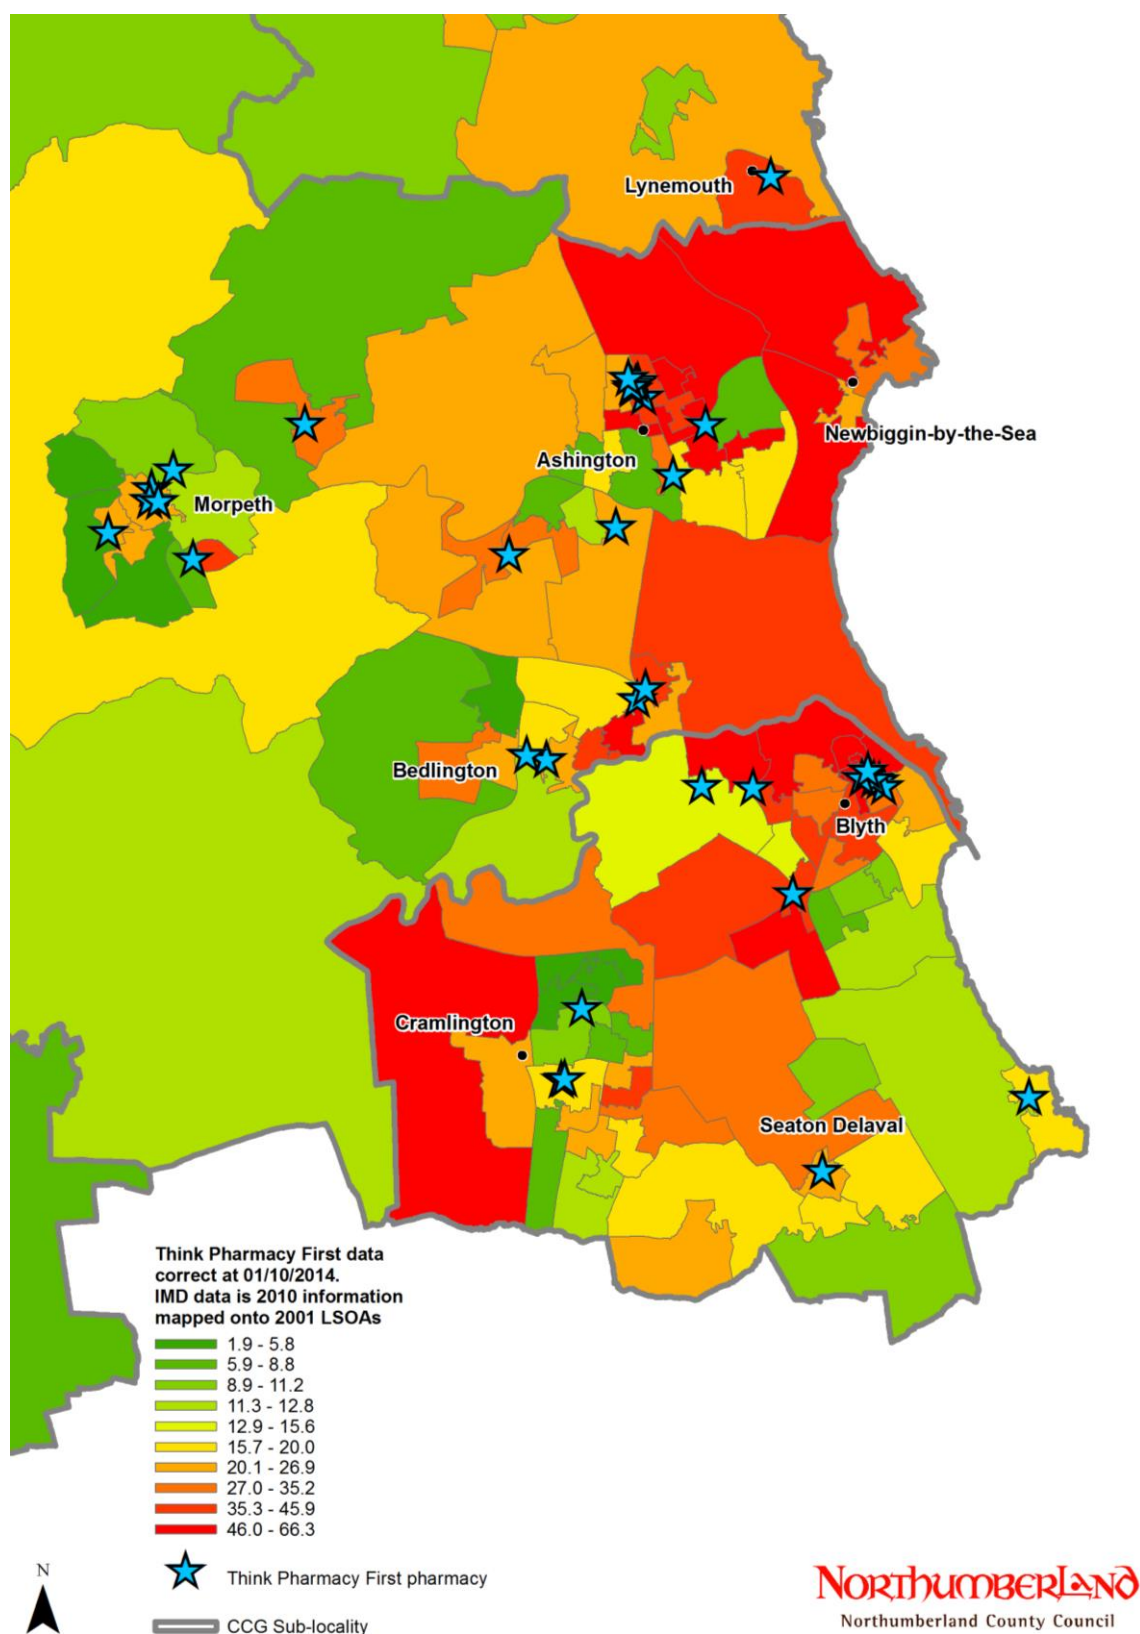 Lynemouth
Newbiggin-by-the-Sea
Ashington
Morpeth
Bedlington
Blyth
Cramlington
Seaton Delaval
Think Pharmacy First data
correct at 01/10/2014.
IMD data is 2010 information
mapped onto 2001 LSOAs
1.9 - 5.8
5.9 - 8.8
8.9 - 11.2
11.3 - 12.8
12.9 - 15.6
15.7 - 20.0
20.1 - 26.9
27.0 - 35.2
35.3 - 45.9
46.0 - 66.3
N
Think Pharmacy First pharmacy
CCG Sub-locality
NORTHUMBERLAND
Northumberland County Council